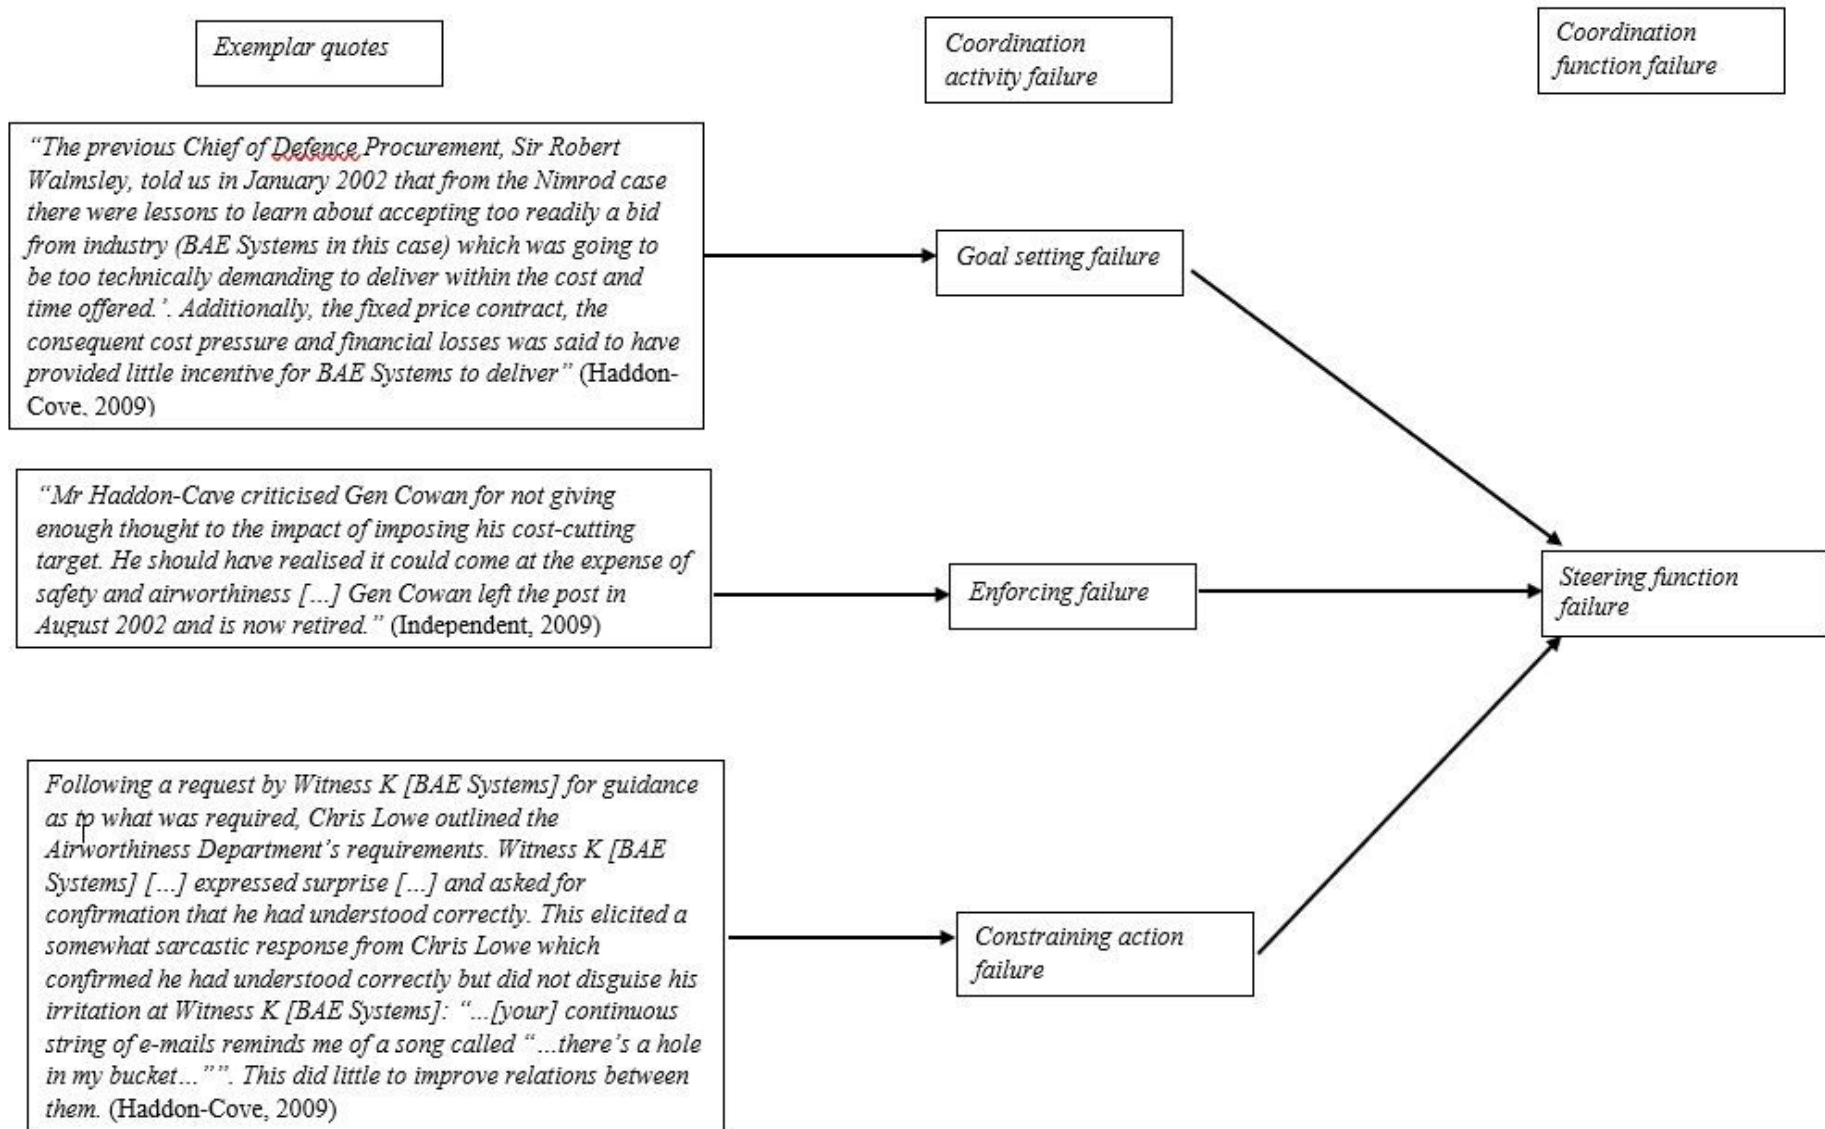 Exemplar quotes
Coordination
activity failure
Coordination
function failure
“The previous Chief of Defence Procurement, Sir Robert
Walmsley, told us in January 2002 that from the Nimrod case
there were lessons to learn about accepting too readily a bid
from industry (BAE Systems in this case) which was going to
be too technically demanding to deliver within the cost and
time offered.’. Additionally, the fixed price contract, the
consequent cost pressure and financial losses was said to have
provided little incentive for BAE Systems to deliver” (Haddon-
Cove, 2009)
Goal setting failure
“Mr Haddon-Cave criticised Gen Cowan for not giving
enough thought to the impact of imposing his cost-cutting
target. He should have realised it could come at the expense of
safety and airworthiness [...] Gen Cowan left the post in
August 2002 and is now retired.” (Independent, 2009)
Enforcing failure
Steering function
failure
Following a request by Witness K [BAE Systems] for guidance
as to what was required, Chris Lowe outlined the
Airworthiness Department’s requirements. Witness K [BAE
Systems] [...] expressed surprise [...] and asked for
confirmation that he had understood correctly. This elicited a
somewhat sarcastic response from Chris Lowe which
confirmed he had understood correctly but did not disguise his
irritation at Witness K [BAE Systems]: “...[your] continuous
string of e-mails reminds me of a song called “...there’s a hole
in my bucket...””. This did little to improve relations between
them. (Haddon-Cove, 2009)
Constraining action
failure